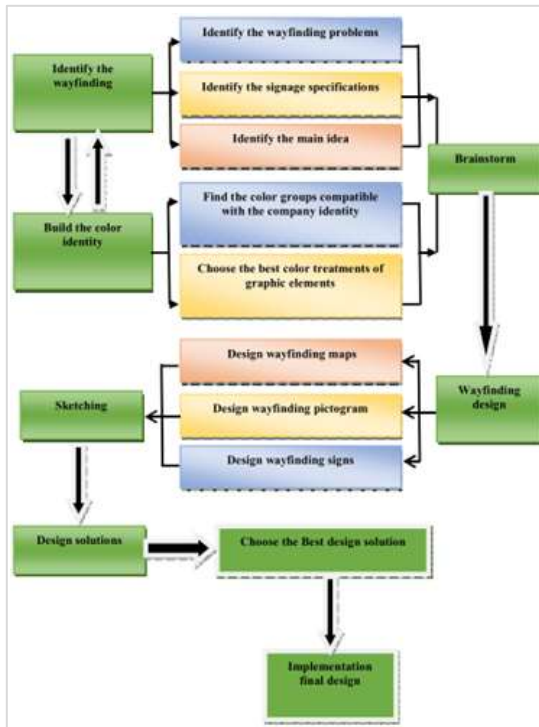 Identify the
wayfinding
Identify the wayfinding problems
Identify the signage specifications
Identify the main idea
Brainstorm
Build the color
identity
Find the color groups compatible
with the company identity
Choose the best color treatments of
graphic elements
Design wayfinding maps
Design wayfinding pictogram
Design wayfinding signs
Wayfinding
design
Sketching
Design solutions
Choose the Best design solution
Implementation
final design